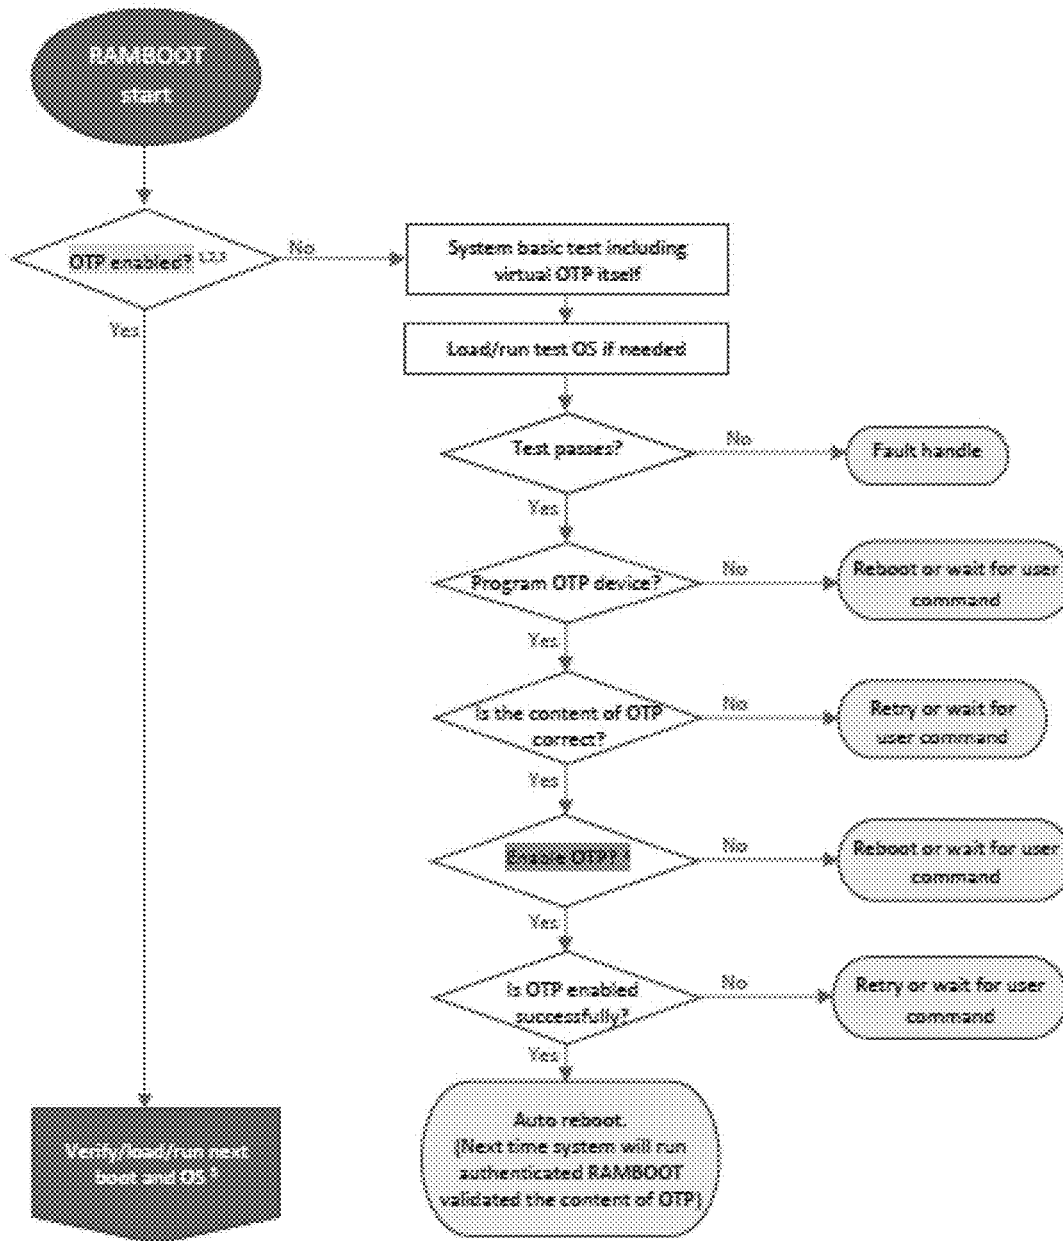 RAMBOOT
start
OTP enabled? 1,2,3
No
System basic test including
virtual OTP itself
Yes
Load/run test OS if needed
Test passes?
No
Fault handle
Yes
Program OTP device?
No
Reboot or wait for user
command
Yes
Is the content of OTP
correct?
No
Retry or wait for
user command
Yes
Enable OTP?
No
Reboot or wait for user
command
Yes
Is OTP enabled
successfully?
No
Retry or wait for user
command
Yes
Auto reboot.
(Next time system will run
authenticated RAMBOOT
validated the content of OTP)
Verify/load/run next
boot and OS